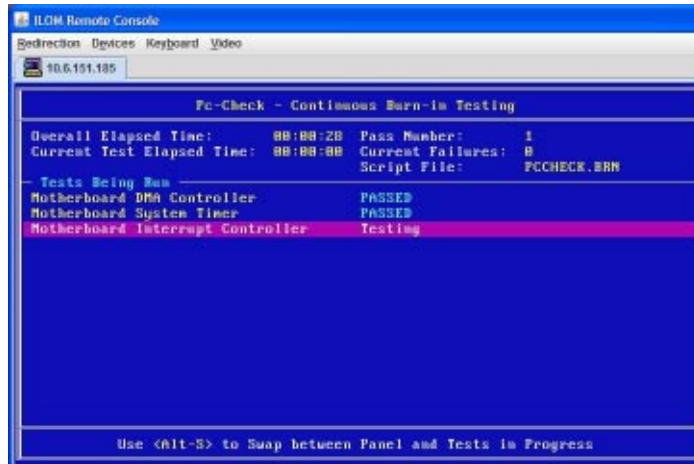 ILOM Remote Console
Redirection Devices Keyboard Video
10.6.151.185
Pc-Check - Continuous Burn-in Testing
Overall Elapsed Time: 00:00:28 Pass Number: 1
Current Test Elapsed Time: 00:00:00 Current Failures: 0
Script File: PCCHECK.BRN
Tests Being Run
Motherboard DMA Controller PASSED
Motherboard System Timer PASSED
Motherboard Interrupt Controller Testing
Use <Alt-S> to Swap between Panel and Tests in Progress